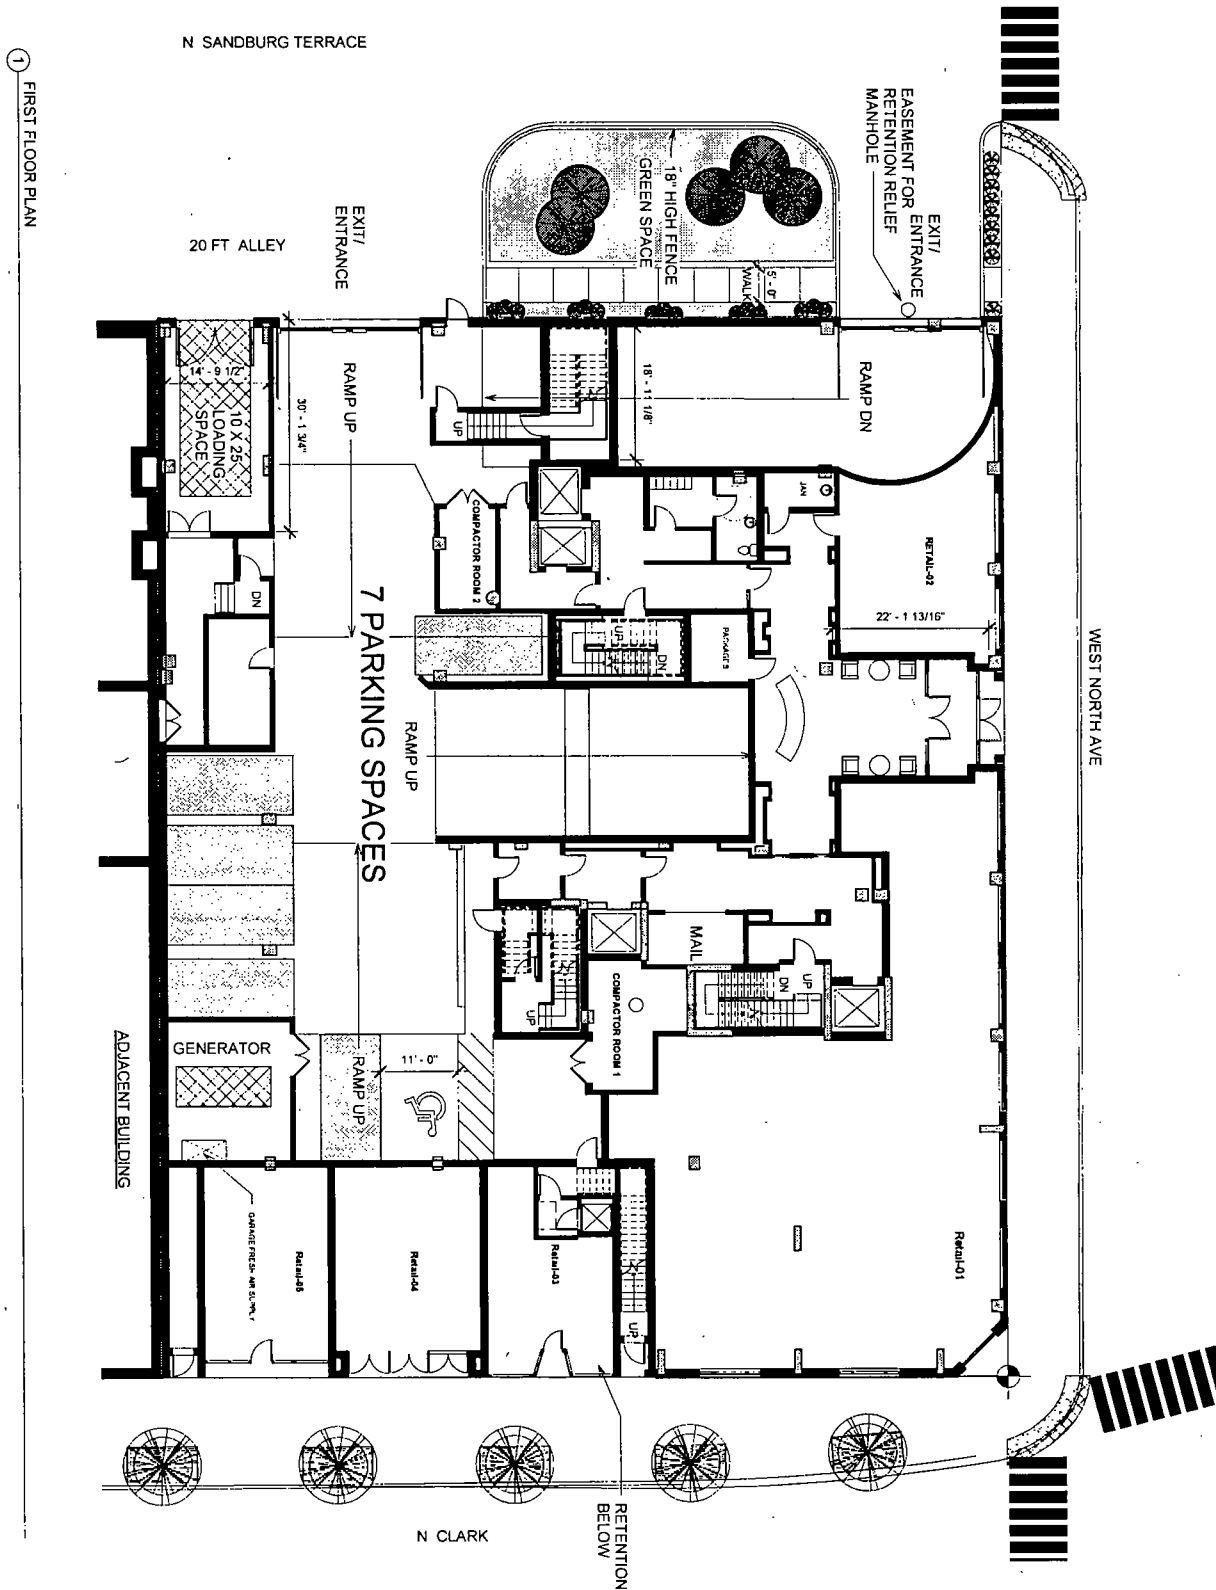 N SANDBURG TERRACE
1
FIRST FLOOR PLAN
EASEMENT FOR
RETENTION RELIEF
MANHOLE
EXIT/
ENTRANCE
18" HIGH FENCE
GREEN SPACE
5' - 0"
WALK
EXIT/
ENTRANCE
20 FT ALLEY
14' - 9 1/2"
10 X 25
LOADING
SPACE
30' - 1 3/4"
RAMP UP
UP
18' - 11 1/8"
RAMP DN
JAN
COMPACTOR ROOM 2
RETAIL-02
22' - 1 13/16"
DN
7 PARKING SPACES
UP
DN
PACKAGES
WEST NORTH AVE
RAMP UP
MAIL
UP
DN
COMPACTOR ROOM 1
UP
GENERATOR
RAMP UP
11' - 0"
ADJACENT BUILDING
GARAGE FRESH AIR SUPPLY
Retail-05
Retail-04
Retail-03
UP
Retail-01
RETENTION
BELOW
N CLARK